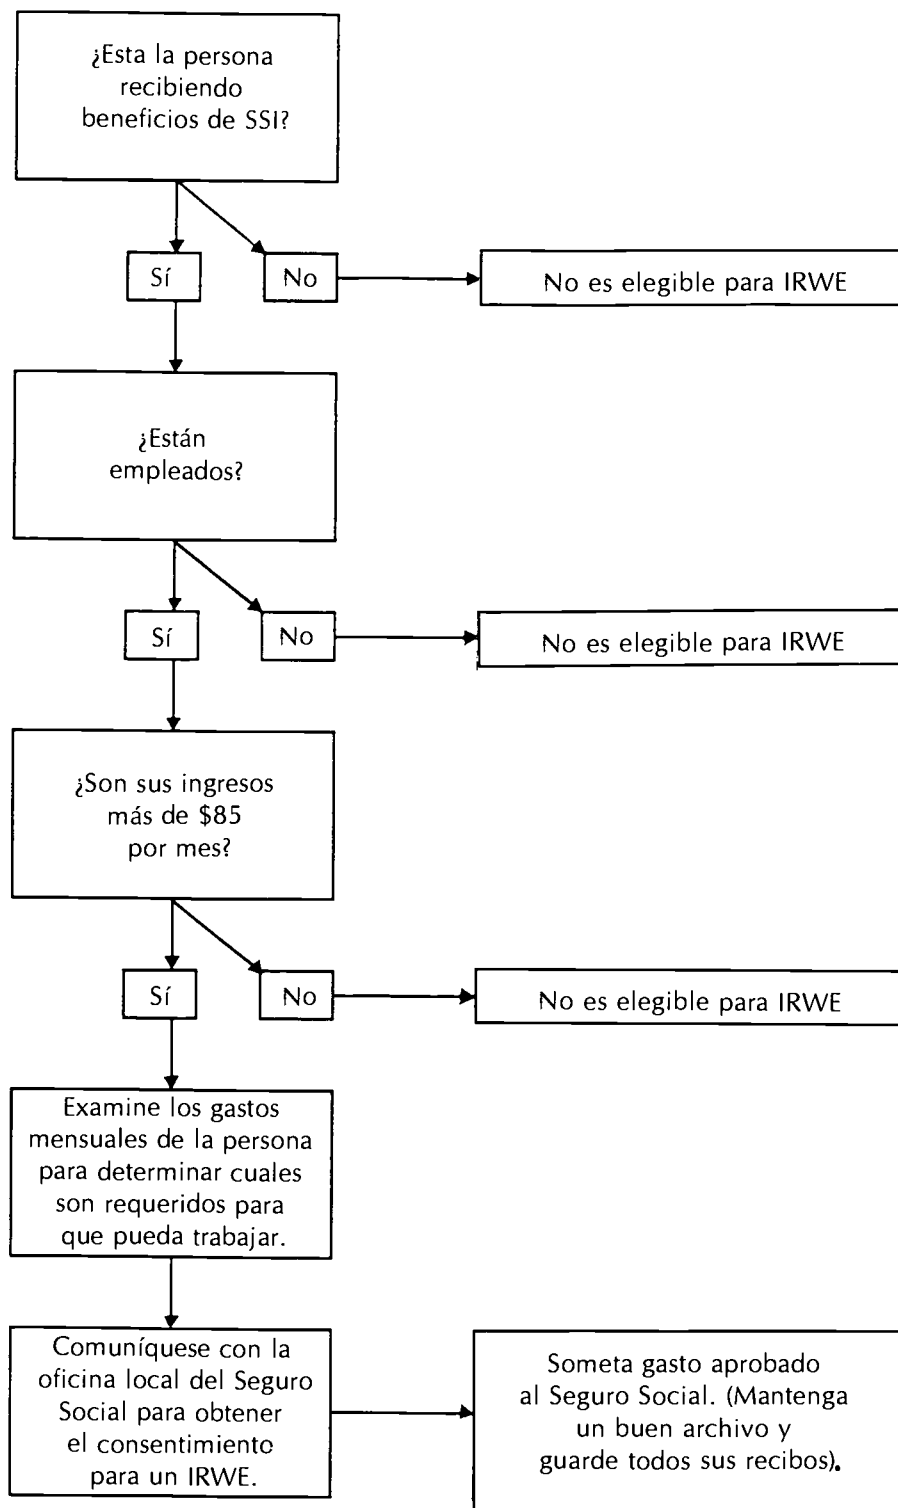 ¿Esta la persona
recibiendo
beneficios de SSI?
Sí
No
No es elegible para IRWE
¿Están
empleados?
Sí
No
No es elegible para IRWE
¿Son sus ingresos
más de $85
por mes?
Sí
No
No es elegible para IRWE
Examine los gastos
mensuales de la persona
para determinar cuales
son requeridos para
que pueda trabajar.
Comuníquese con la
oficina local del Seguro
Social para obtener
el consentimiento
para un IRWE.
Someta gasto aprobado
al Seguro Social. (Mantenga
un buen archivo y
guarde todos sus recibos).